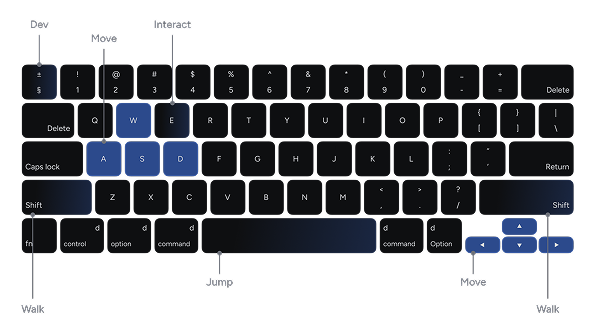 Dev Interact
Move
± ! @ # $ % ^ & * ( ) _ +
§ 1 2 3 4 5 6 7 8 9 0 - = Delete
Q W E R T Y U I O P { } |
Delete [ ] \
A S D F G H J K L : "
Caps lock ; ' Return
Z X C V B N M < > ?
Shift , . / Shift
d d d d d
fn control option command command Option
Jump Move
Walk Walk